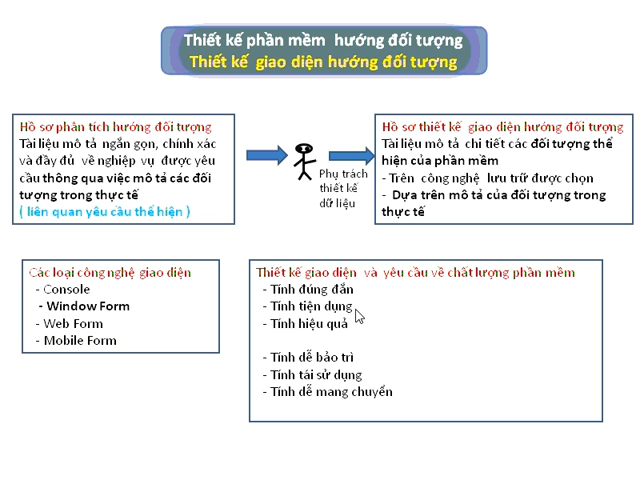 Thiết kế phần mềm hướng đối tượng
Thiết kế giao diện hướng đối tượng
Hồ sơ phân tích hướng đối tượng
Tài liệu mô tả ngắn gọn, chính xác
và đầy đủ về nghiệp vụ được yêu
cầu thông qua việc mô tả các đối
tượng trong thực tế
( liên quan yêu cầu thể hiện )
Phụ trách
thiết kế
dữ liệu
Hồ sơ thiết kế giao diện hướng đối tượng
Tài liệu mô tả chi tiết các đối tượng thể
hiện của phần mềm
- Trên công nghệ lưu trữ được chọn
- Dựa trên mô tả của đối tượng trong
thực tế
Các loại công nghệ giao diện
- Console
- Window Form
- Web Form
- Mobile Form
Thiết kế giao diện và yêu cầu về chất lượng phần mềm
- Tính đúng đắn
- Tính tiện dụng
- Tính hiệu quả
- Tính dễ bảo trì
- Tính tái sử dụng
- Tính dễ mang chuyển